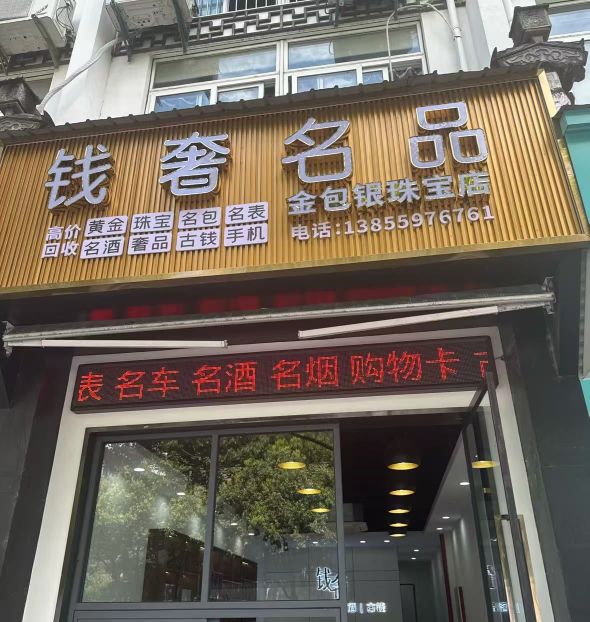 钱奢名品
金包银珠宝店
高价回收 黄金 珠宝 名包 名表
名酒 奢品 古钱 手机
电话:13855976761
表 名车 名酒 名烟 购物卡
钱